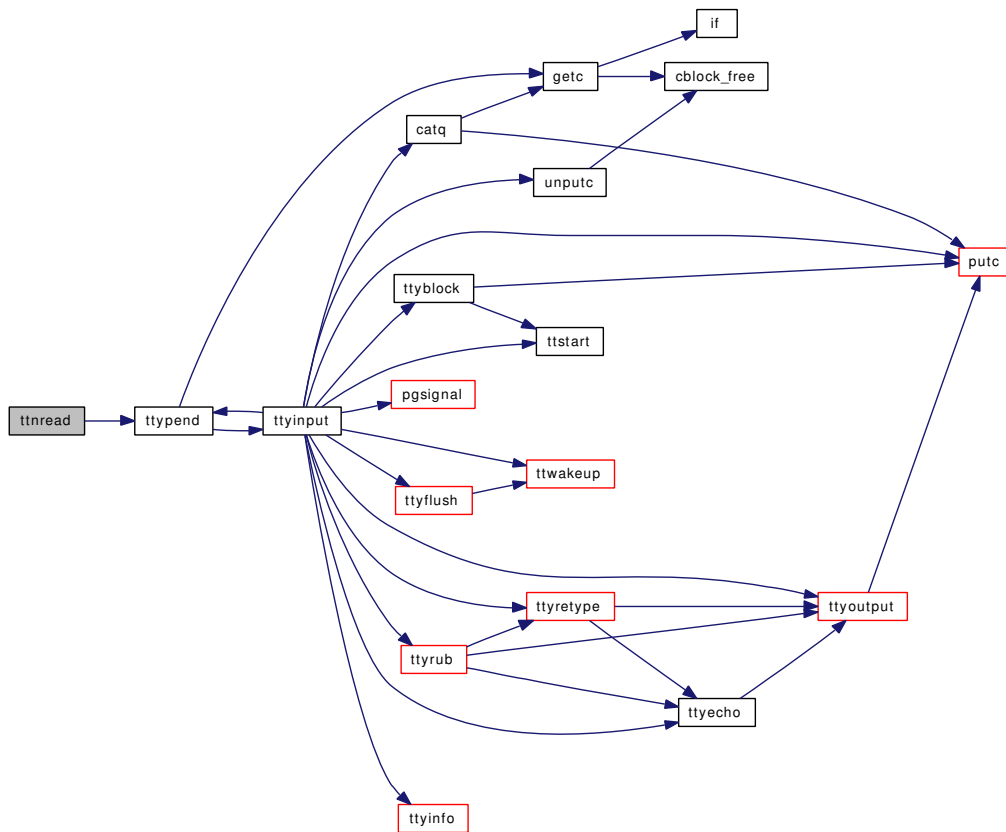 if
getc
cblock_free
catq
unputc
putc
ttyblock
ttstart
pgsignal
ttnread
ttypend
ttyinput
ttwakeup
ttyflush
ttyretype
ttyoutput
ttyrub
ttyecho
ttyinfo